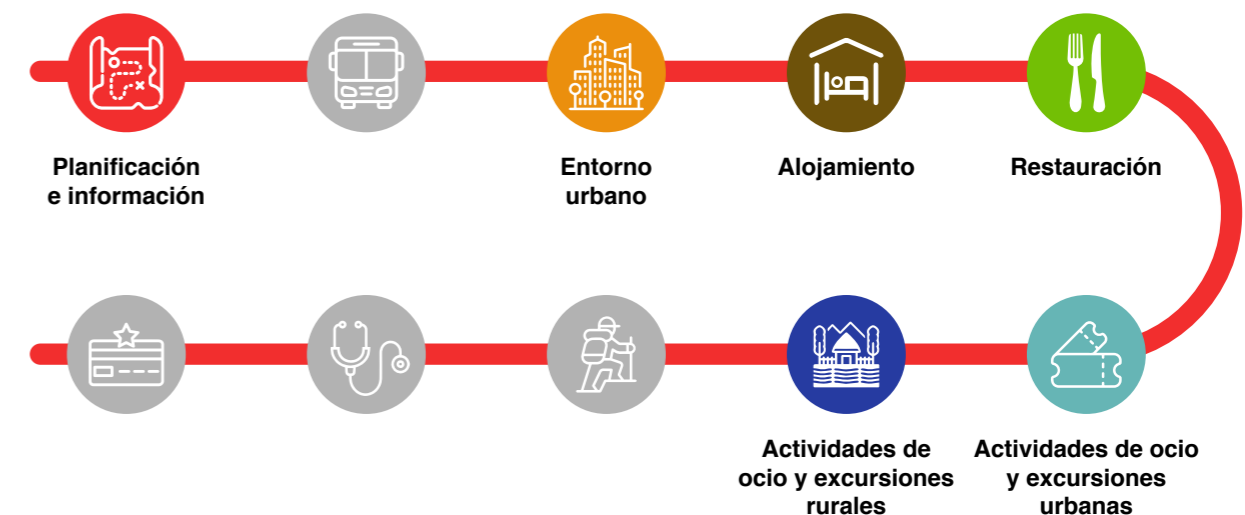 Planificación
e información
Entorno
urbano
Alojamiento
Restauración
Actividades de
ocio y excursiones
rurales
Actividades de ocio
y excursiones
urbanas